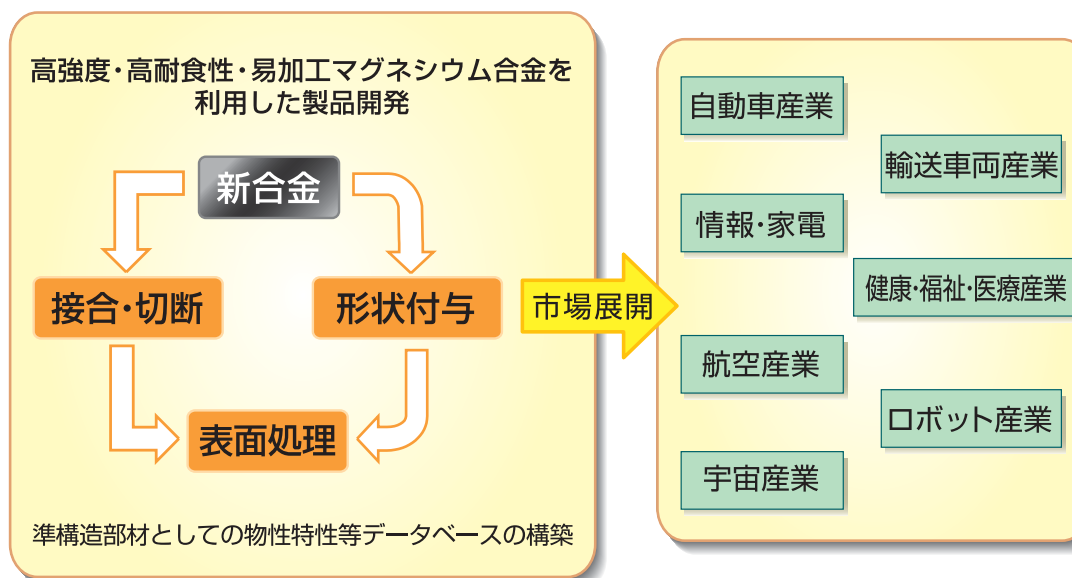 高強度・高耐食性・易加工マグネシウム合金を
利用した製品開発
新合金
接合・切断
形状付与
表面処理
準構造部材としての物性特性等データベースの構築
市場展開
自動車産業
輸送車両産業
情報・家電
健康・福祉・医療産業
航空産業
ロボット産業
宇宙産業